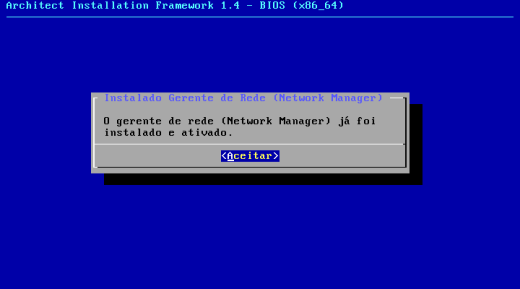 Architect Installation Framework 1.4 - BIOS (x86_64)
Instalado Gerente de Rede (Network Manager)
O gerente de rede (Network Manager) já foi
instalado e ativado.
<Aceitar>